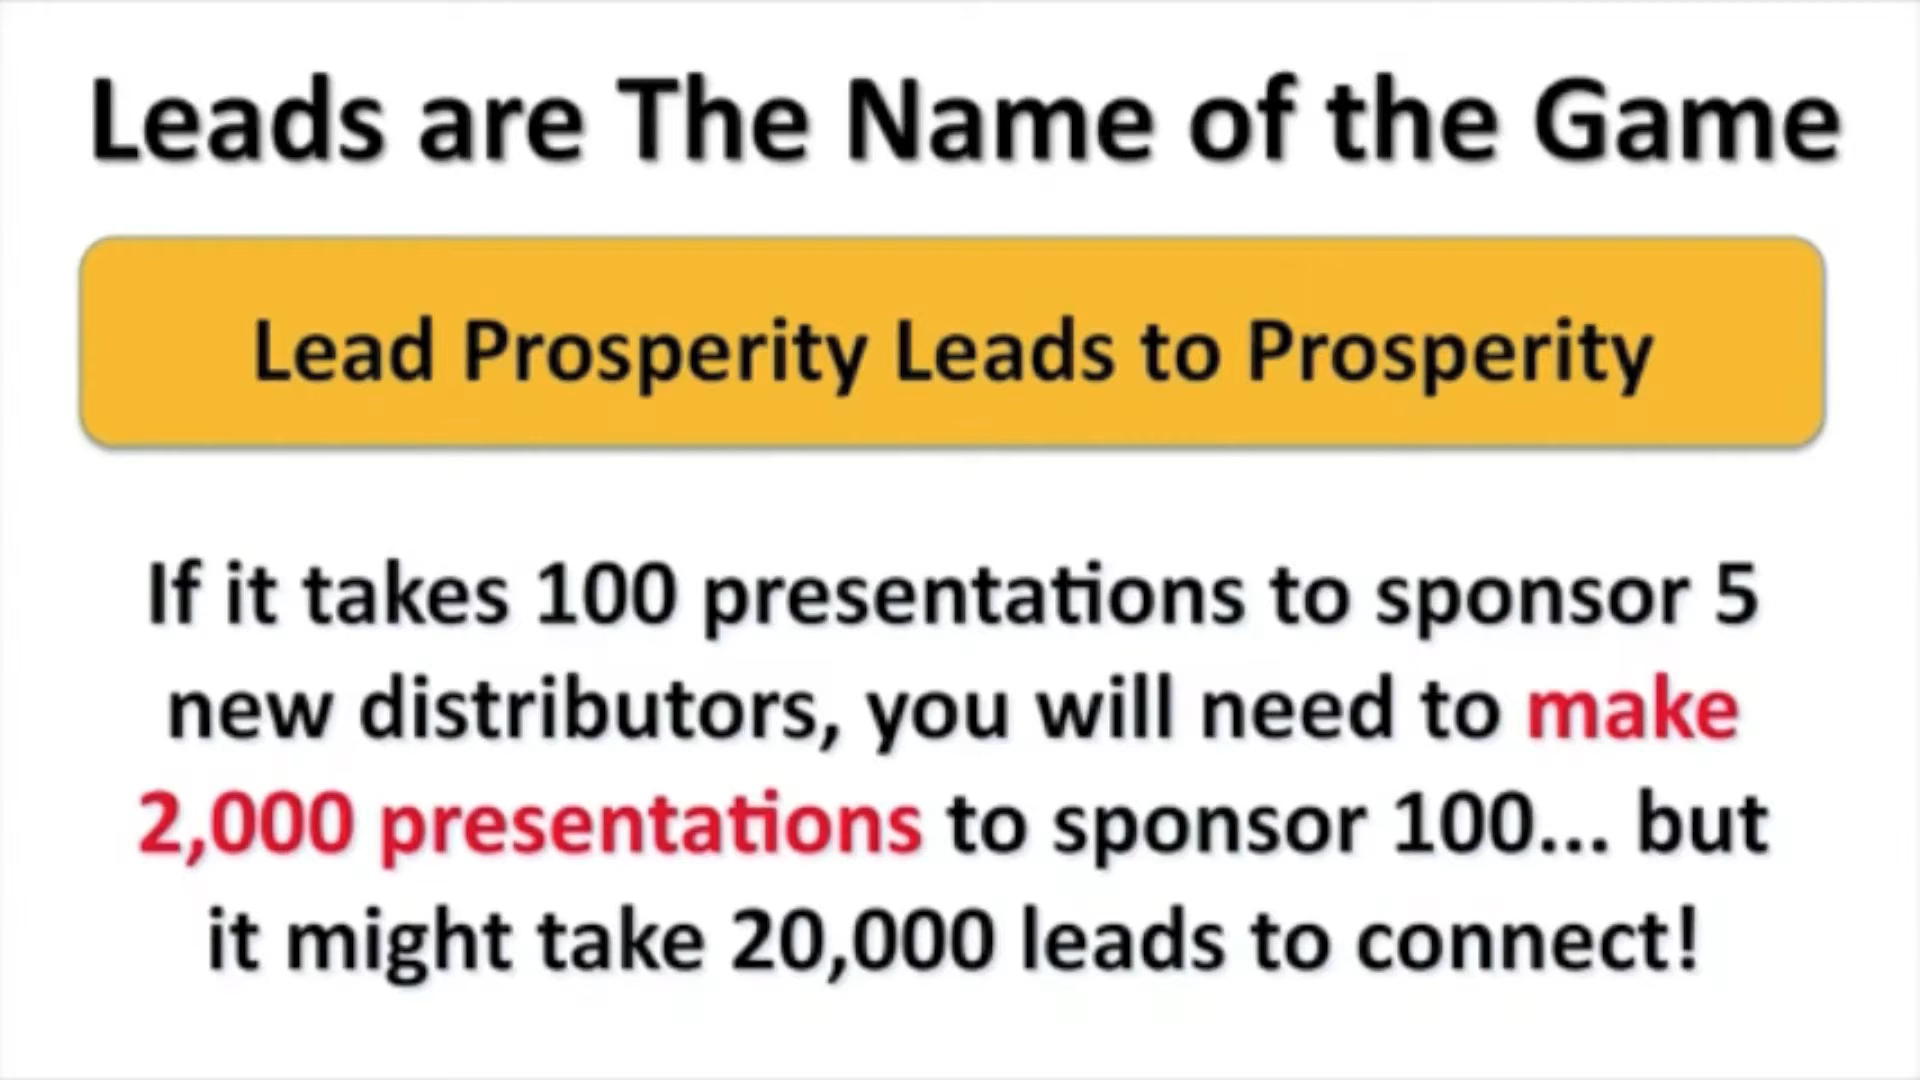 Leads are The Name of the Game
Lead Prosperity Leads to Prosperity
If it takes 100 presentations to sponsor 5
new distributors, you will need to make
2,000 presentations to sponsor 100... but
it might take 20,000 leads to connect!